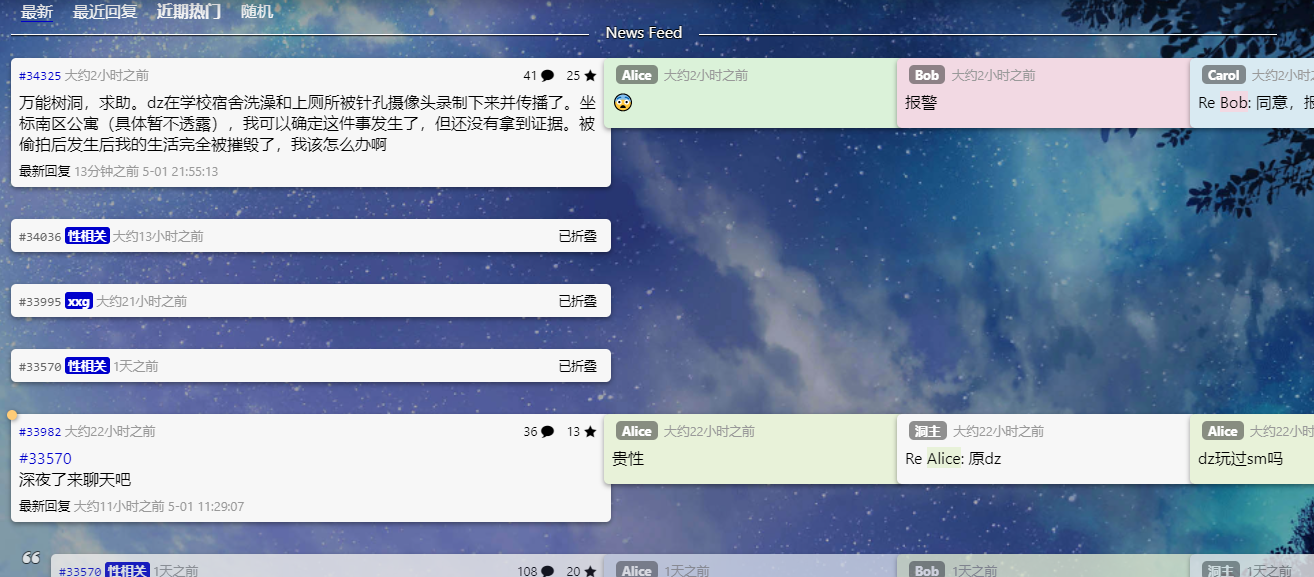 最新 最近回复 近期热门 随机
News Feed
#34325 大约2小时之前 41 25
万能树洞，求助。dz在学校宿舍洗澡和上厕所被针孔摄像头录制下来并传播了。坐
标南区公寓（具体暂不透露），我可以确定这件事发生了，但还没有拿到证据。被
偷拍后发生后我的生活完全被摧毁了，我该怎么办啊
最新回复 13分钟之前 5-01 21:55:13
Alice 大约2小时之前
😨
Bob 大约2小时之前
报警
Carol 大约2小时之
Re Bob: 同意，报
#34036 性相关 大约13小时之前 已折叠
#33995 xxg 大约21小时之前 已折叠
#33570 性相关 1天之前 已折叠
#33982 大约22小时之前 36 13
#33570
深夜了来聊天吧
最新回复 大约11小时之前 5-01 11:29:07
Alice 大约22小时之前
贵性
洞主 大约22小时之前
Re Alice: 原dz
Alice 大约22小时
dz玩过sm吗
#33570 性相关 1天之前 108 20
Alice 1天之前
Bob 1天之前
洞主 1天之前